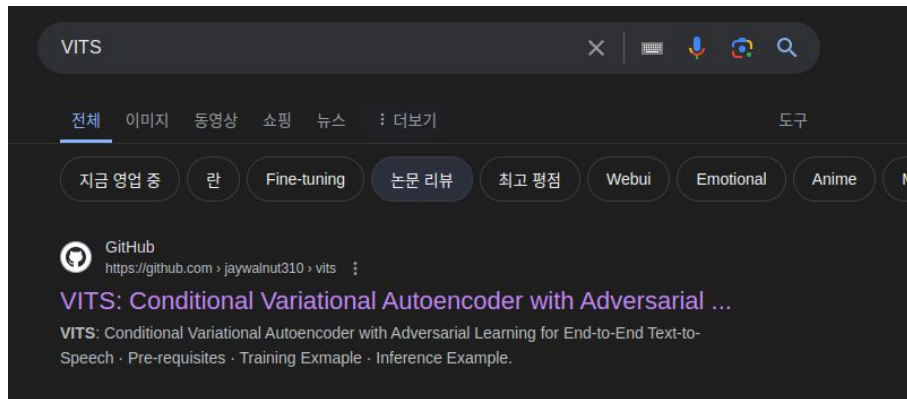 VITS
전체 이미지 동영상 쇼핑 뉴스 ⋮ 더보기 도구
지금 영업 중 란 Fine-tuning 논문 리뷰 최고 평점 Webui Emotional Anime
GitHub
https://github.com › jaywalnut310 › vits
VITS: Conditional Variational Autoencoder with Adversarial ...
VITS: Conditional Variational Autoencoder with Adversarial Learning for End-to-End Text-to-
Speech · Pre-requisites · Training Exmaple · Inference Example.